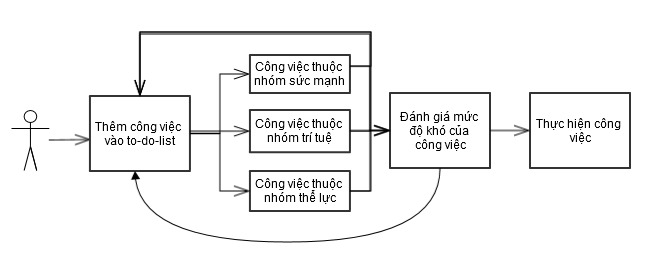 Thêm công việc
vào to-do-list
Công việc thuộc
nhóm sức mạnh
Công việc thuộc
nhóm trí tuệ
Công việc thuộc
nhóm thể lực
Đánh giá mức
độ khó của
công việc
Thực hiện công
việc